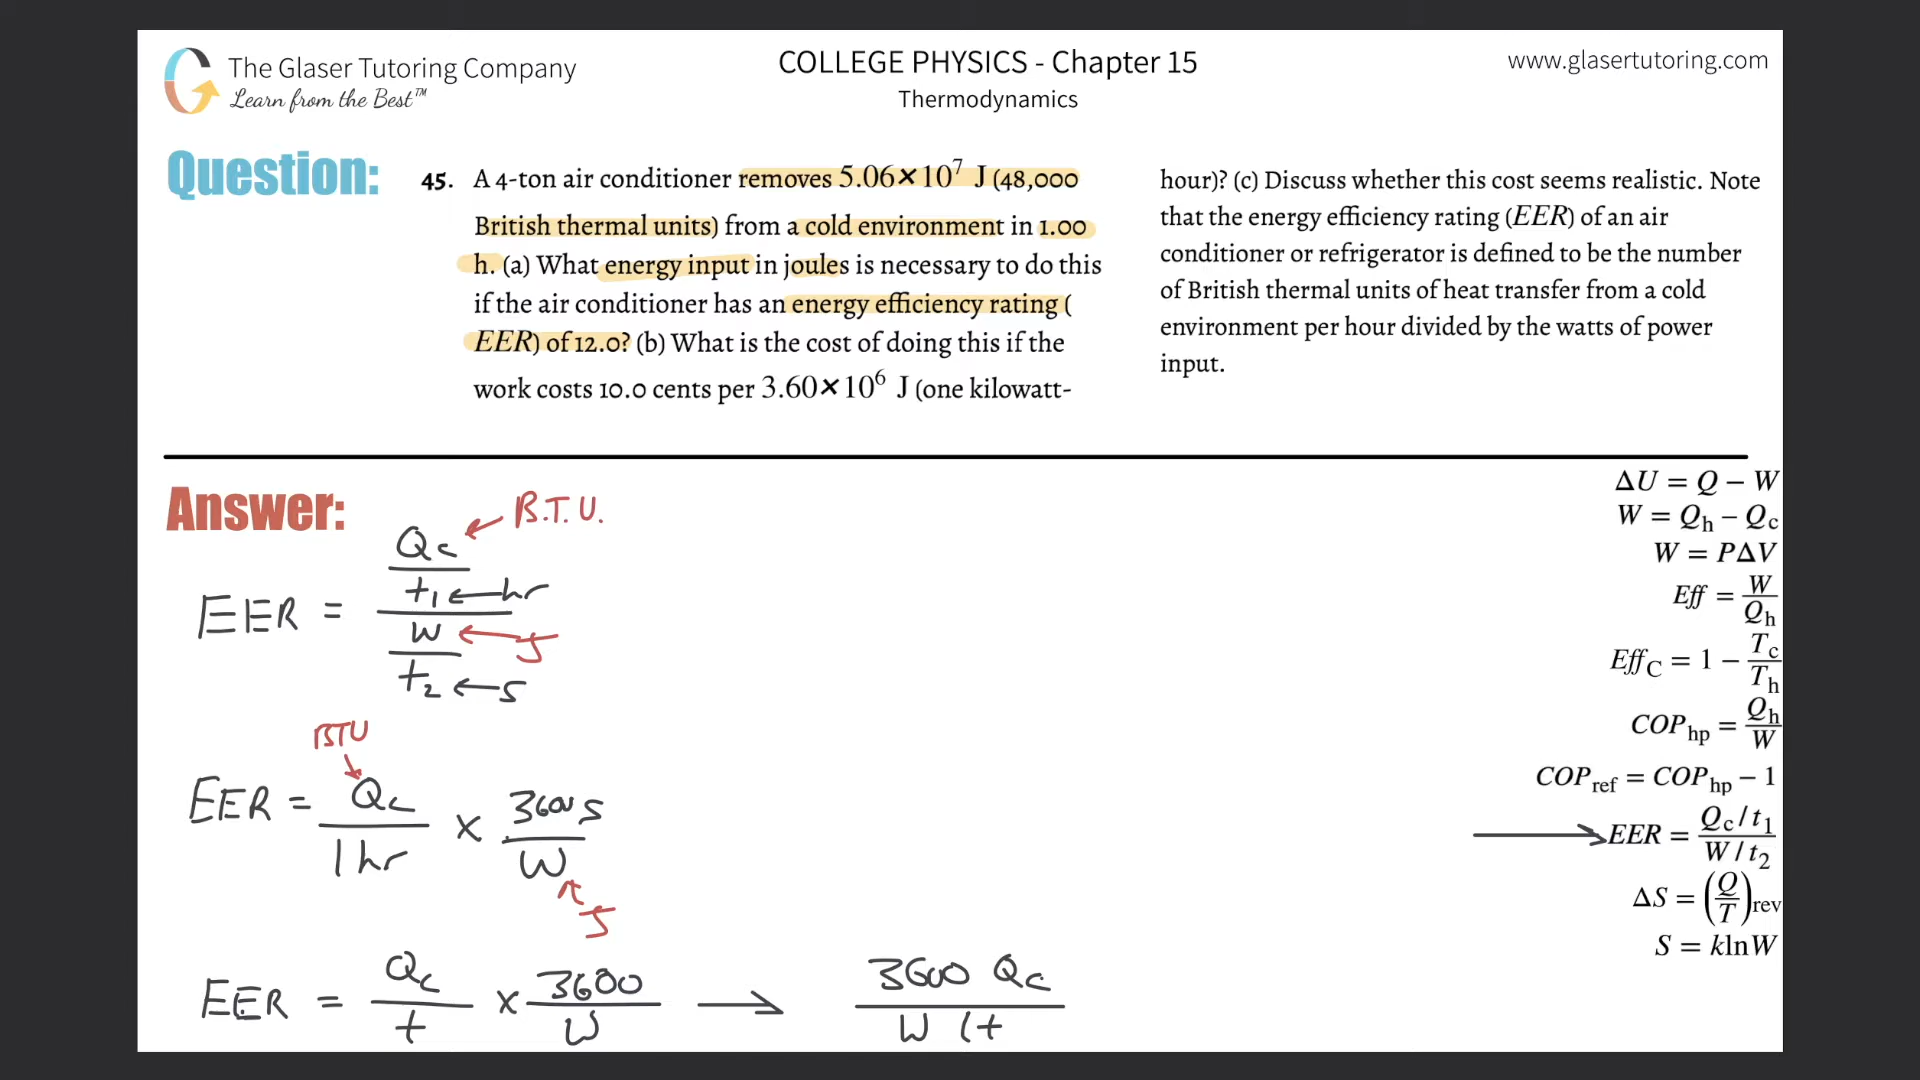 The Glaser Tutoring Company
Learn from the Best™
COLLEGE PHYSICS - Chapter 15
Thermodynamics
www.glasertutoring.com
Question:
45. A 4-ton air conditioner removes 5.06×10⁷ J (48,000
British thermal units) from a cold environment in 1.00
h. (a) What energy input in joules is necessary to do this
if the air conditioner has an energy efficiency rating (
EER) of 12.0? (b) What is the cost of doing this if the
work costs 10.0 cents per 3.60×10⁶ J (one kilowatt-
hour)? (c) Discuss whether this cost seems realistic. Note
that the energy efficiency rating (EER) of an air
conditioner or refrigerator is defined to be the number
of British thermal units of heat transfer from a cold
environment per hour divided by the watts of power
input.
Answer:
EER = (Qc / t₁) / (W / t₂)
← B.T.U.
← hr
← J
← s
BTU
EER = Qc / 1 hr × 3600 s / W
J
EER = Qc / t × 3600 / W → 3600 Qc / W (t
ΔU = Q − W
W = Qh − Qc
W = PΔV
Eff = W / Qh
EffC = 1 − Tc / Th
COPhp = Qh / W
COPref = COPhp − 1
→ EER = (Qc / t₁) / (W / t₂)
ΔS = (Q / T)rev
S = klnW